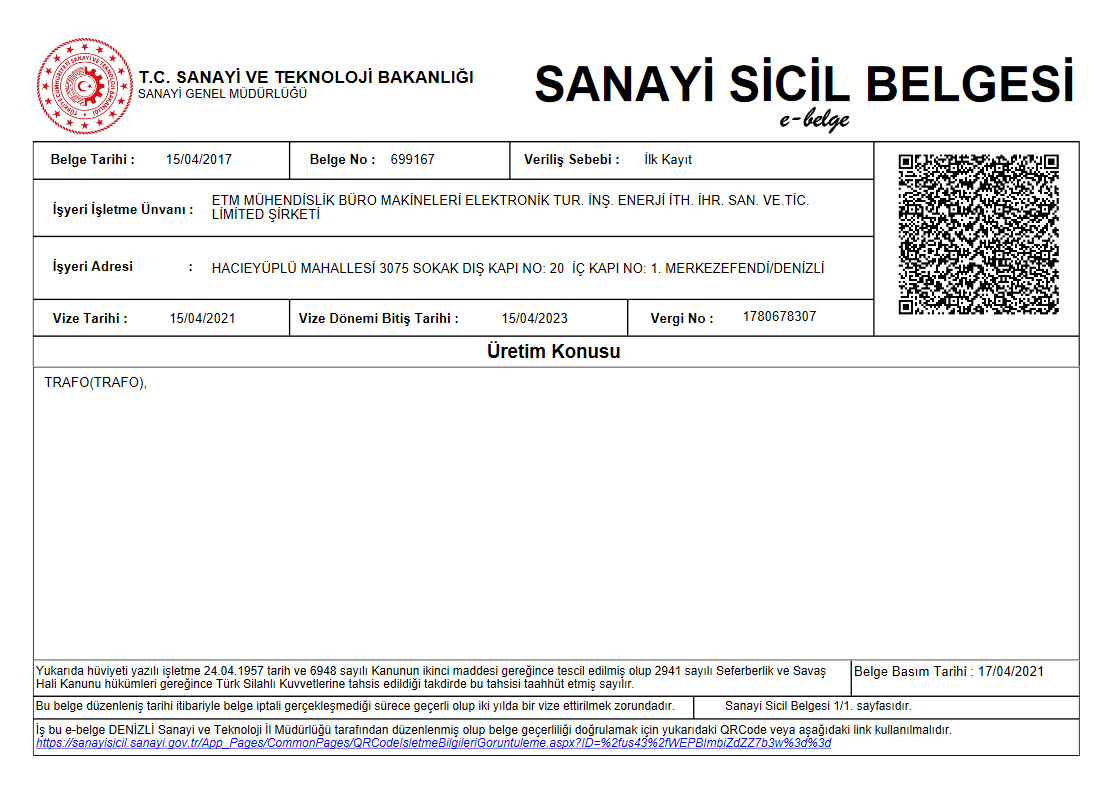 T.C. SANAYİ VE TEKNOLOJİ BAKANLIĞI
SANAYİ GENEL MÜDÜRLÜĞÜ
SANAYİ SİCİL BELGESİ
e-belge
Belge Tarihi : 15/04/2017 Belge No : 699167 Veriliş Sebebi : İlk Kayıt
İşyeri İşletme Ünvanı : ETM MÜHENDİSLİK BÜRO MAKİNELERİ ELEKTRONİK TUR. İNŞ. ENERJİ İTH. İHR. SAN. VE.TİC.
LİMİTED ŞİRKETİ
İşyeri Adresi : HACIEYÜPLÜ MAHALLESİ 3075 SOKAK DIŞ KAPI NO: 20 İÇ KAPI NO: 1. MERKEZEFENDİ/DENİZLİ
Vize Tarihi : 15/04/2021 Vize Dönemi Bitiş Tarihi : 15/04/2023 Vergi No : 1780678307
Üretim Konusu
TRAFO(TRAFO),
Yukarıda hüviyeti yazılı işletme 24.04.1957 tarih ve 6948 sayılı Kanunun ikinci maddesi gereğince tescil edilmiş olup 2941 sayılı Seferberlik ve Savaş
Hali Kanunu hükümleri gereğince Türk Silahlı Kuvvetlerine tahsis edildiği takdirde bu tahsisi taahhüt etmiş sayılır.
Belge Basım Tarihi : 17/04/2021
Bu belge düzenleniş tarihi itibariyle belge iptali gerçekleşmediği sürece geçerli olup iki yılda bir vize ettirilmek zorundadır.
Sanayi Sicil Belgesi 1/1. sayfasıdır.
İş bu e-belge DENİZLİ Sanayi ve Teknoloji İl Müdürlüğü tarafından düzenlenmiş olup belge geçerliliği doğrulamak için yukarıdaki QRCode veya aşağıdaki link kullanılmalıdır.
https://sanayisicil.sanayi.gov.tr/App_Pages/CommonPages/QRCodeIsletmeBilgileriGoruntuleme.aspx?ID=%2fus43%2fWEPBImbiZdZZ7b3w%3d%3d